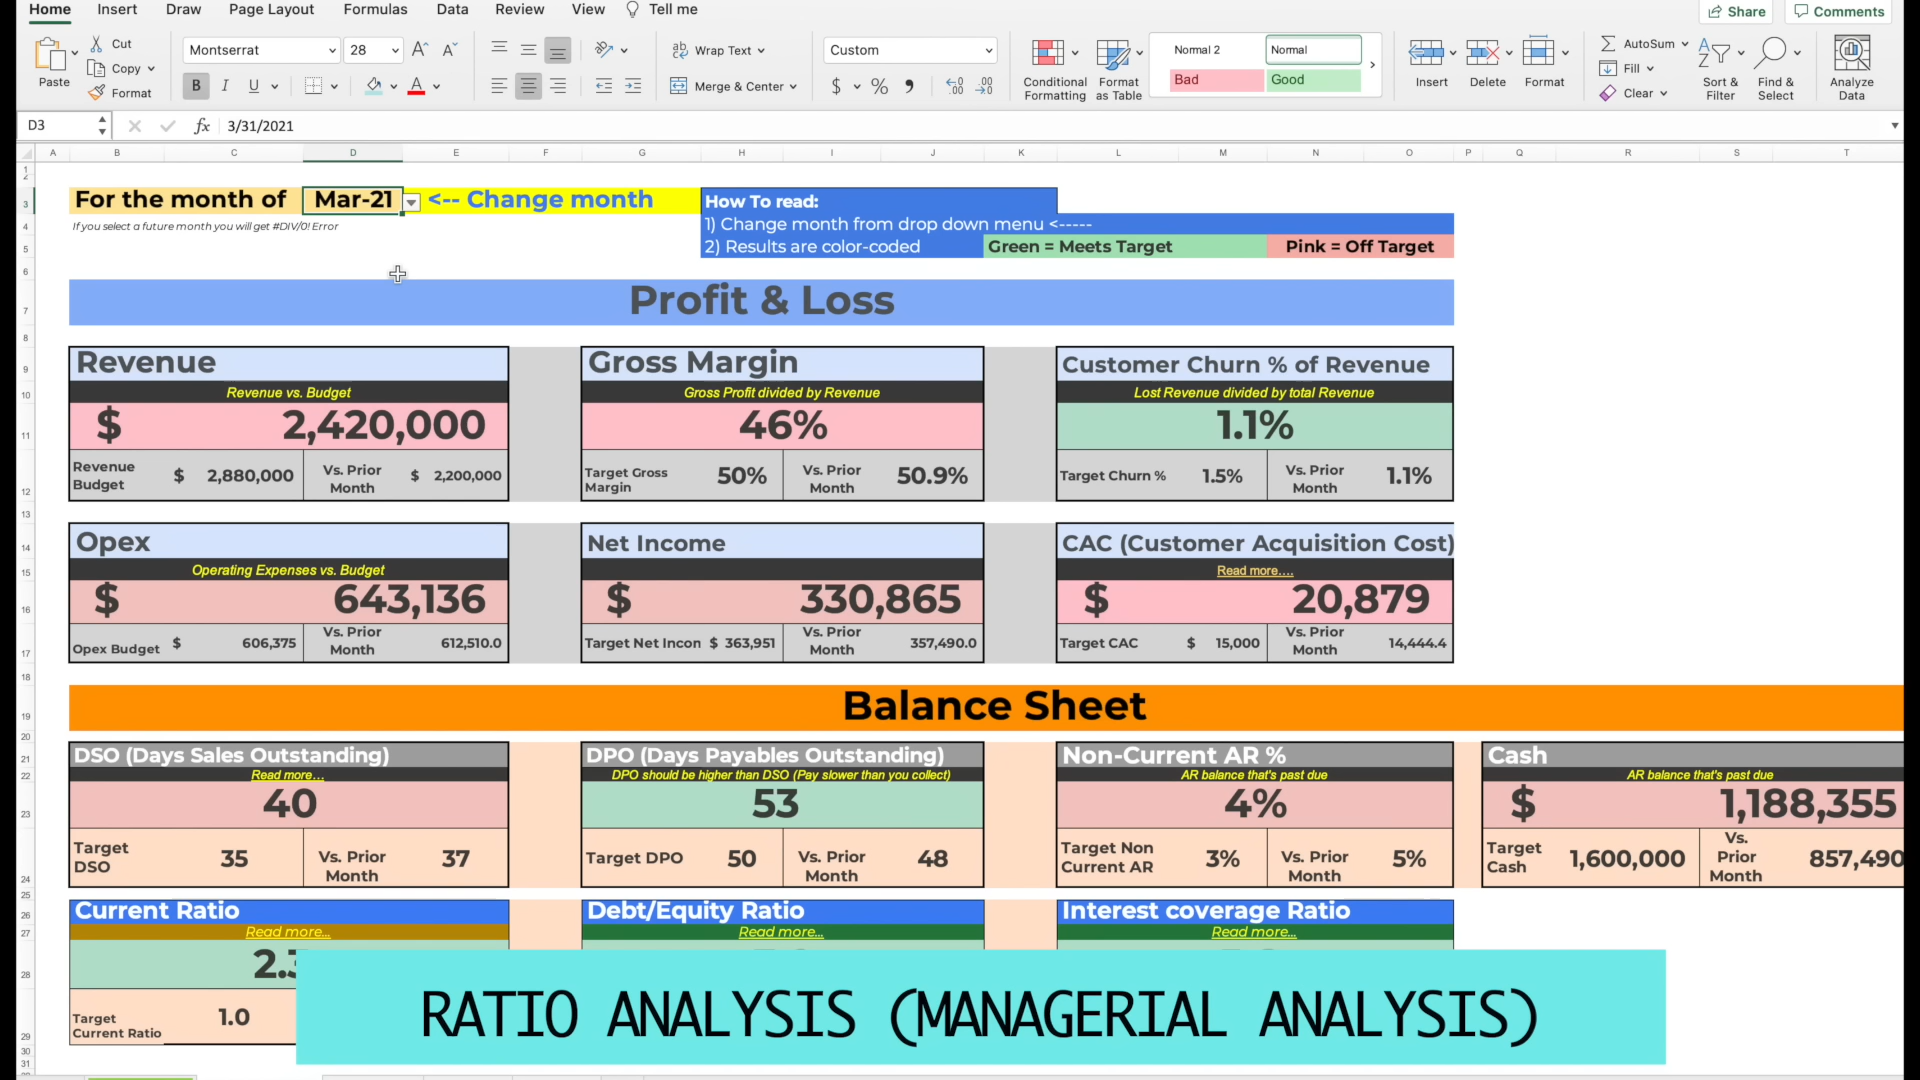 Home Insert Draw Page Layout Formulas Data Review View Tell me Share Comments
Paste Cut Copy Format
Montserrat 28
B I U
Wrap Text
Merge & Center
Custom
$ %
Conditional Formatting
Format as Table
Normal 2 Normal
Bad Good
Insert Delete Format
AutoSum
Fill
Clear
Sort & Filter
Find & Select
Analyze Data
D3 fx 3/31/2021
A B C D E F G H I J K L M N O P Q R S T
For the month of Mar-21 <-- Change month
If you select a future month you will get #DIV/0! Error
How To read:
1) Change month from drop down menu <-----
2) Results are color-coded Green = Meets Target Pink = Off Target
Profit & Loss
Revenue
Revenue vs. Budget
$ 2,420,000
Revenue Budget $ 2,880,000 Vs. Prior Month $ 2,200,000
Gross Margin
Gross Profit divided by Revenue
46%
Target Gross Margin 50% Vs. Prior Month 50.9%
Customer Churn % of Revenue
Lost Revenue divided by total Revenue
1.1%
Target Churn % 1.5% Vs. Prior Month 1.1%
Opex
Operating Expenses vs. Budget
$ 643,136
Opex Budget $ 606,375 Vs. Prior Month 612,510.0
Net Income
$ 330,865
Target Net Incon $ 363,951 Vs. Prior Month 357,490.0
CAC (Customer Acquisition Cost)
Read more....
$ 20,879
Target CAC $ 15,000 Vs. Prior Month 14,444.4
Balance Sheet
DSO (Days Sales Outstanding)
Read more...
40
Target DSO 35 Vs. Prior Month 37
DPO (Days Payables Outstanding)
DPO should be higher than DSO (Pay slower than you collect)
53
Target DPO 50 Vs. Prior Month 48
Non-Current AR %
AR balance that's past due
4%
Target Non Current AR 3% Vs. Prior Month 5%
Cash
AR balance that's past due
$ 1,188,355
Target Cash 1,600,000 Vs. Prior Month 857,490
Current Ratio
Read more...
Target Current Ratio 1.0
Debt/Equity Ratio
Read more...
Interest coverage Ratio
Read more...
RATIO ANALYSIS (MANAGERIAL ANALYSIS)